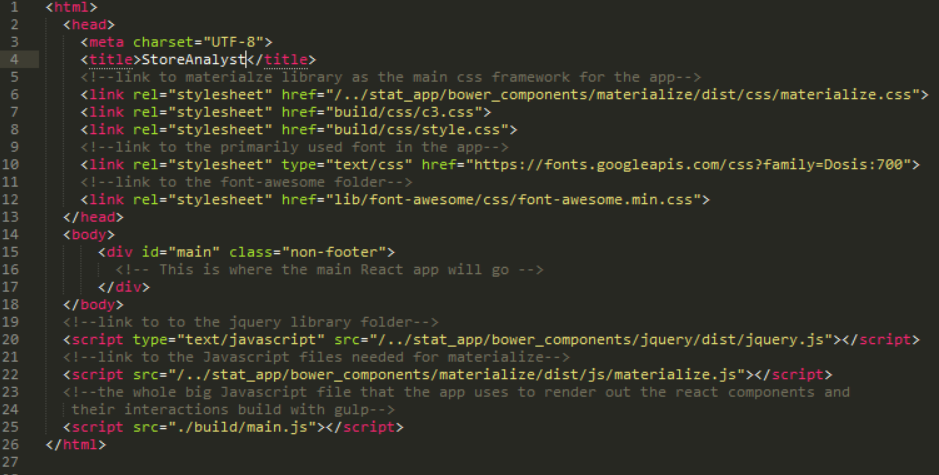 1 <html>
2 <head>
3 <meta charset="UTF-8">
4 <title>StoreAnalyst</title>
5 <!--link to materialze library as the main css framework for the app-->
6 <link rel="stylesheet" href="/../stat_app/bower_components/materialize/dist/css/materialize.css">
7 <link rel="stylesheet" href="build/css/c3.css">
8 <link rel="stylesheet" href="build/css/style.css">
9 <!--link to the primarily used font in the app-->
10 <link rel="stylesheet" type="text/css" href="https://fonts.googleapis.com/css?family=Dosis:700">
11 <!--link to the font-awesome folder-->
12 <link rel="stylesheet" href="lib/font-awesome/css/font-awesome.min.css">
13 </head>
14 <body>
15 <div id="main" class="non-footer">
16 <!-- This is where the main React app will go -->
17 </div>
18 </body>
19 <!--link to to the jquery library folder-->
20 <script type="text/javascript" src="/../stat_app/bower_components/jquery/dist/jquery.js"></script>
21 <!--link to the Javascript files needed for materialize-->
22 <script src="/../stat_app/bower_components/materialize/dist/js/materialize.js"></script>
23 <!--the whole big Javascript file that the app uses to render out the react components and
24 their interactions build with gulp-->
25 <script src="./build/main.js"></script>
26 </html>
27